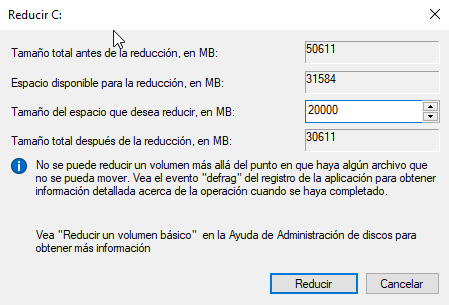 Reducir C:
Tamaño total antes de la reducción, en MB: 50611
Espacio disponible para la reducción, en MB: 31584
Tamaño del espacio que desea reducir, en MB: 20000
Tamaño total después de la reducción, en MB: 30611
No se puede reducir un volumen más allá del punto en que haya algún archivo que
no se pueda mover. Vea el evento "defrag" del registro de la aplicación para obtener
información detallada acerca de la operación cuando se haya completado.
Vea "Reducir un volumen básico" en la Ayuda de Administración de discos para
obtener más información
Reducir Cancelar